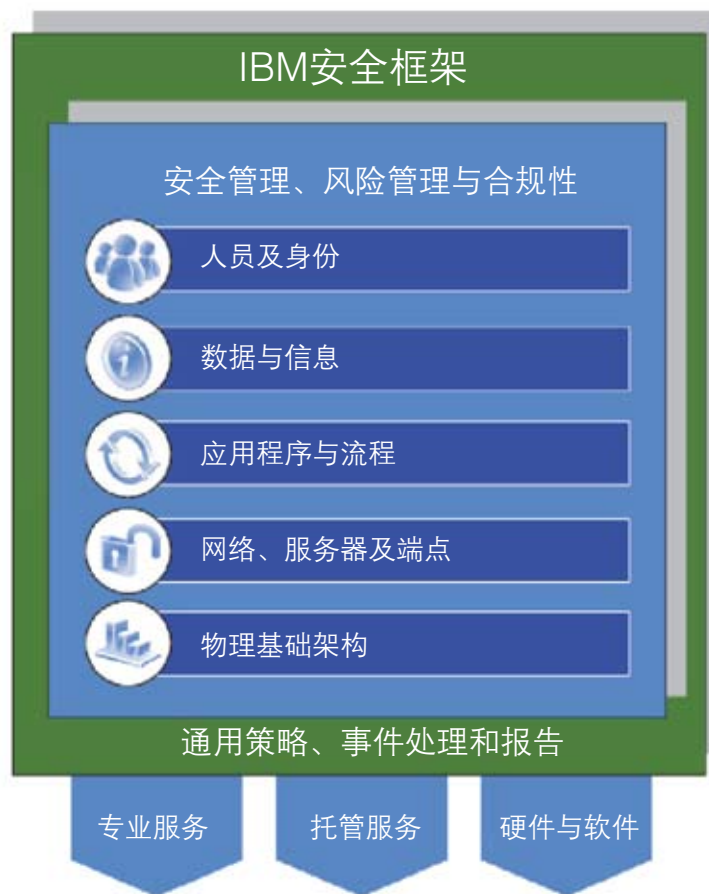 IBM安全框架
安全管理、风险管理与合规性
人员及身份
数据与信息
应用程序与流程
网络、服务器及端点
物理基础架构
通用策略、事件处理和报告
专业服务
托管服务
硬件与软件